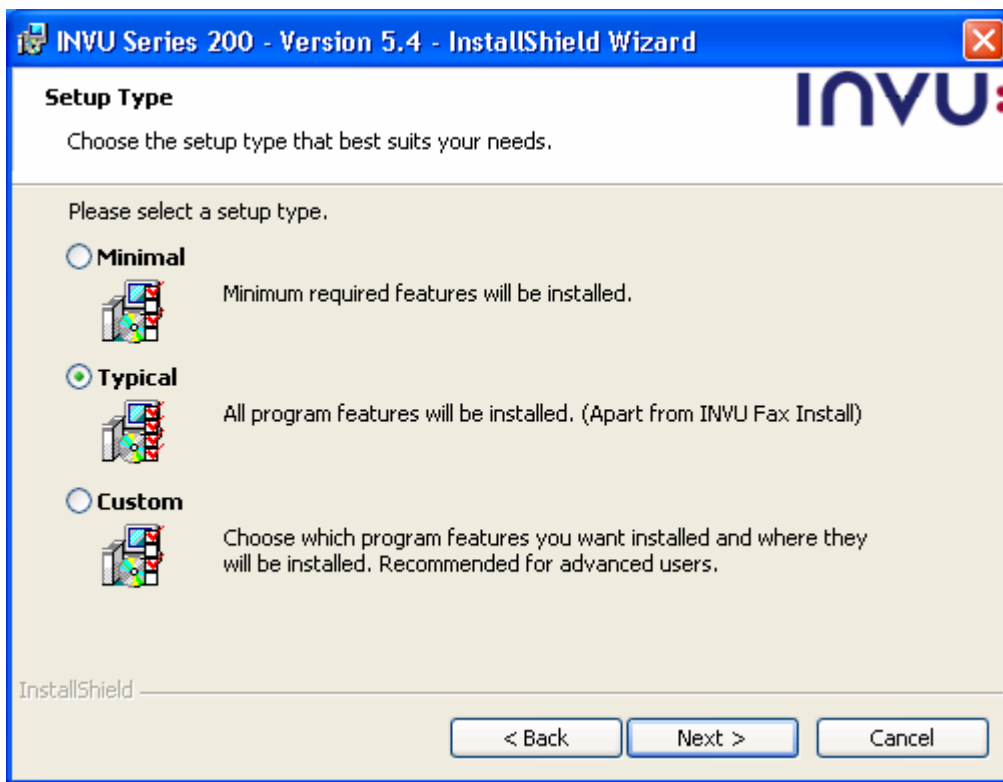 INVU Series 200 - Version 5.4 - InstallShield Wizard
Setup Type
INVU:
Choose the setup type that best suits your needs.
Please select a setup type.
Minimal
Minimum required features will be installed.
Typical
All program features will be installed. (Apart from INVU Fax Install)
Custom
Choose which program features you want installed and where they
will be installed. Recommended for advanced users.
InstallShield
< Back
Next >
Cancel